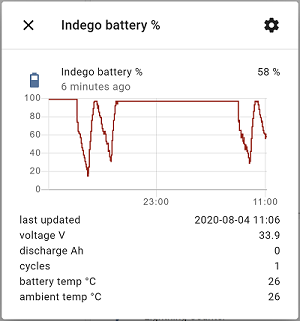 Indego battery %
Indego battery % 58 %
6 minutes ago
100
80
60
40
20
0
23:00 11:00
last updated 2020-08-04 11:06
voltage V 33.9
discharge Ah 0
cycles 1
battery temp °C 26
ambient temp °C 26